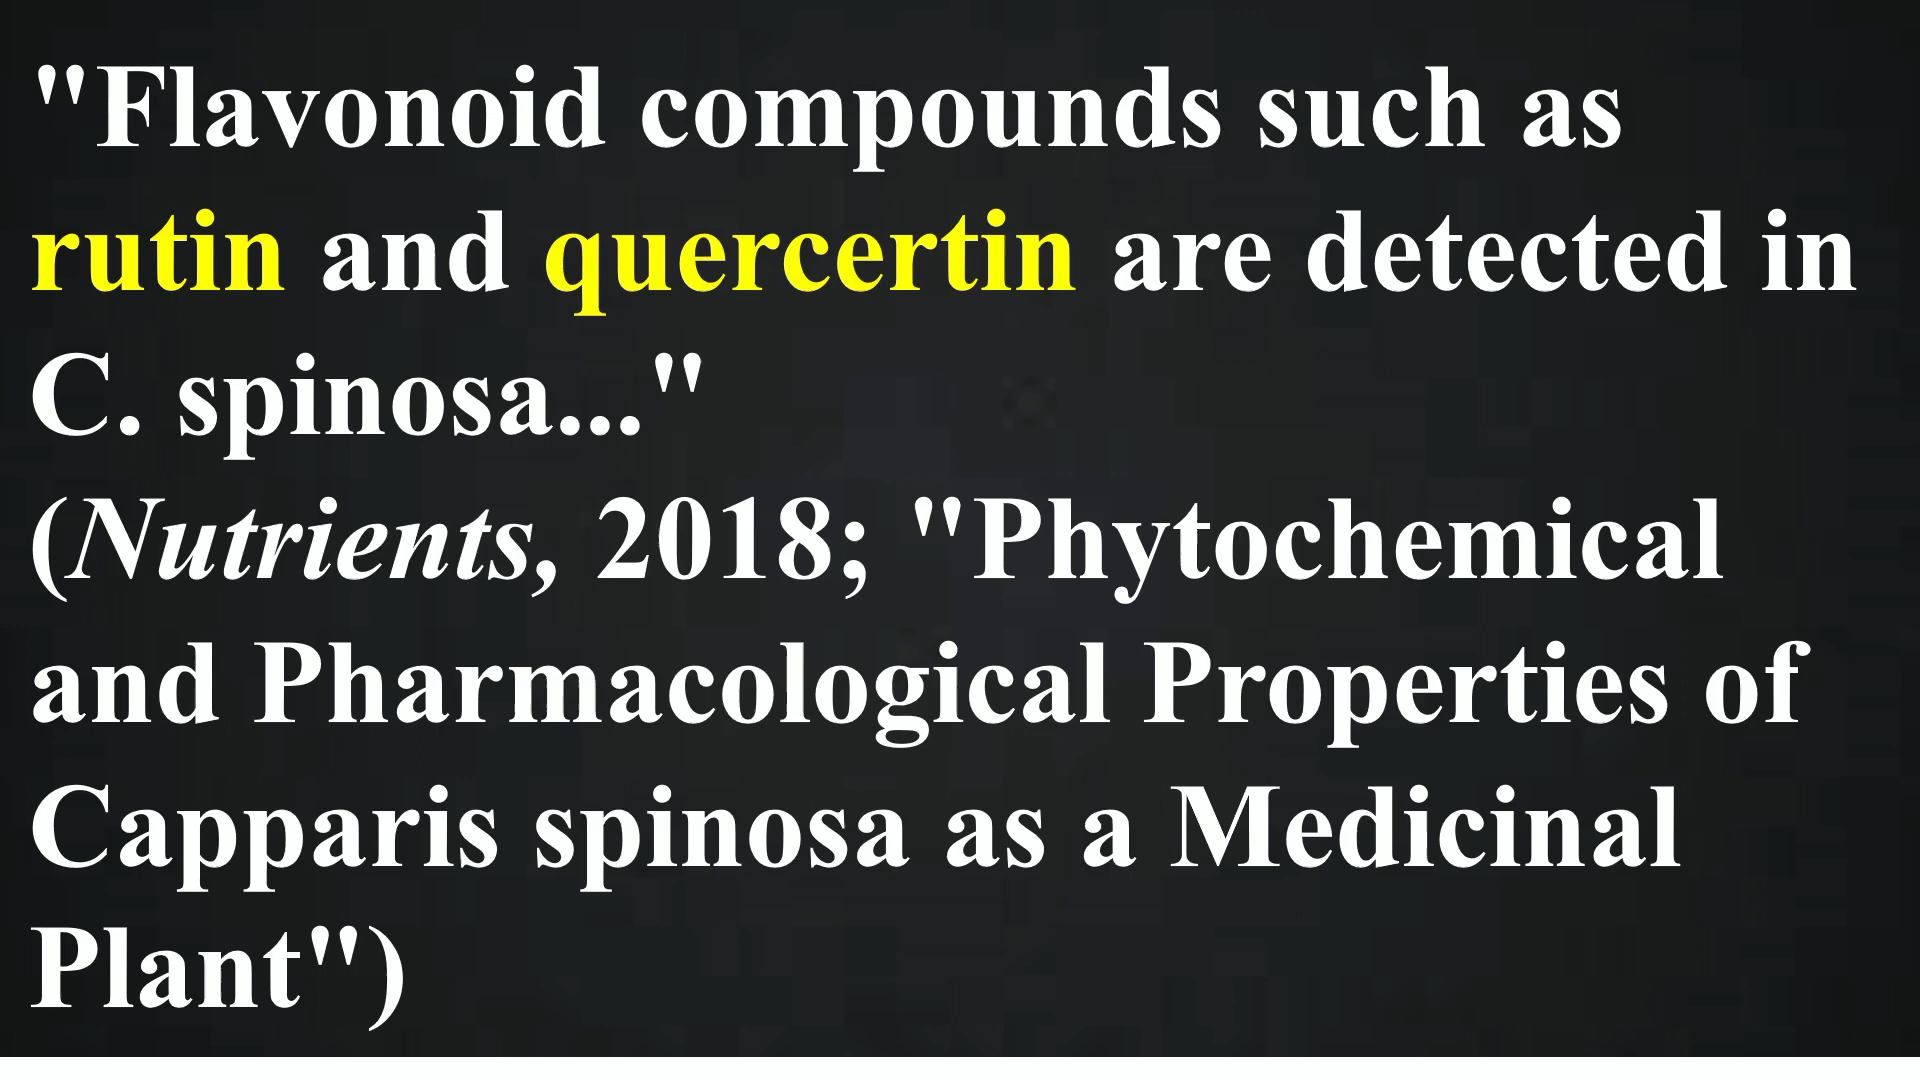 "Flavonoid compounds such as
rutin and quercertin are detected in
C. spinosa..."
(Nutrients, 2018; "Phytochemical
and Pharmacological Properties of
Capparis spinosa as a Medicinal
Plant")